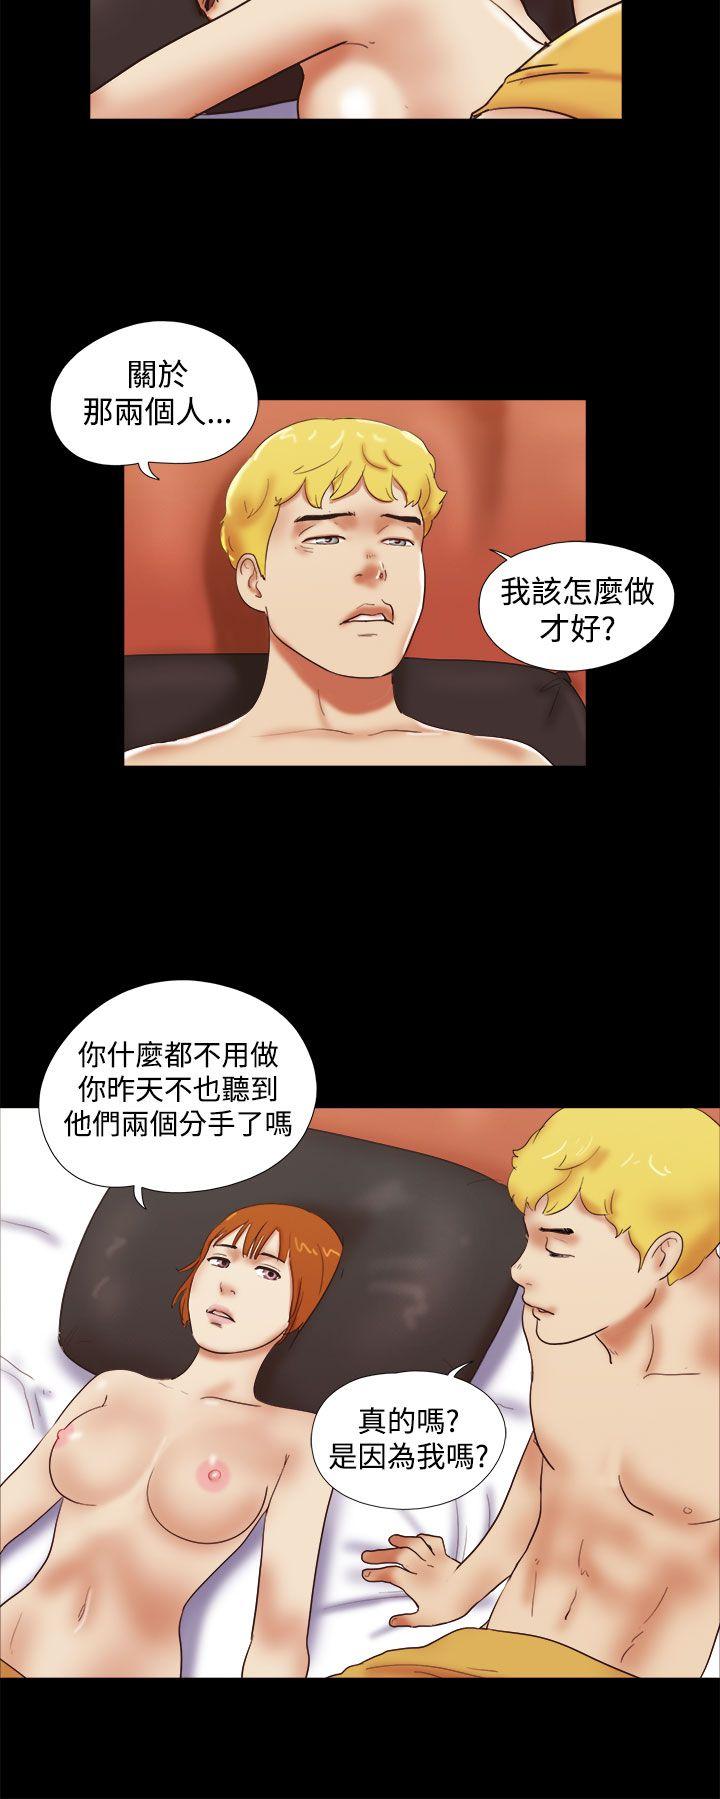 關於
那兩個人...
我該怎麼做
才好?
你什麼都不用做
你昨天不也聽到
他們兩個分手了嗎
真的嗎?
是因為我嗎?